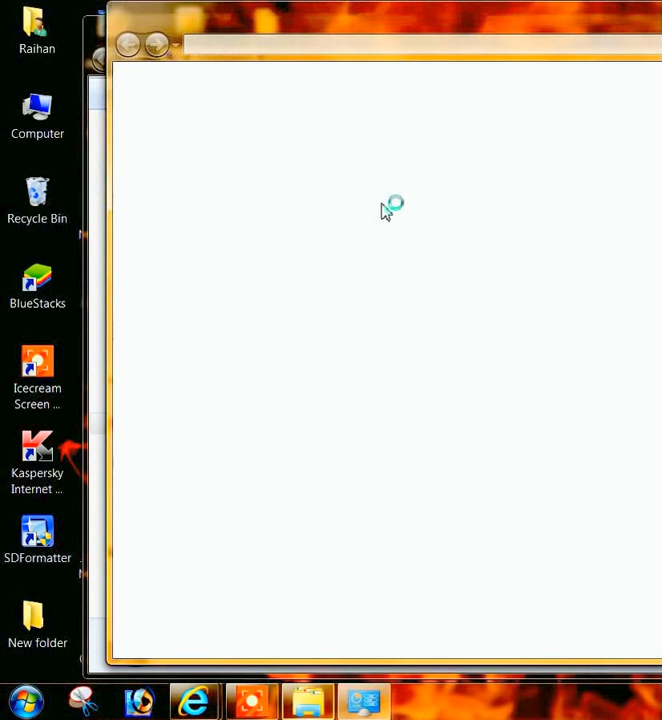 Raihan
Computer
Recycle Bin
BlueStacks
Icecream
Screen ...
Kaspersky
Internet ...
SDFormatter
New folder